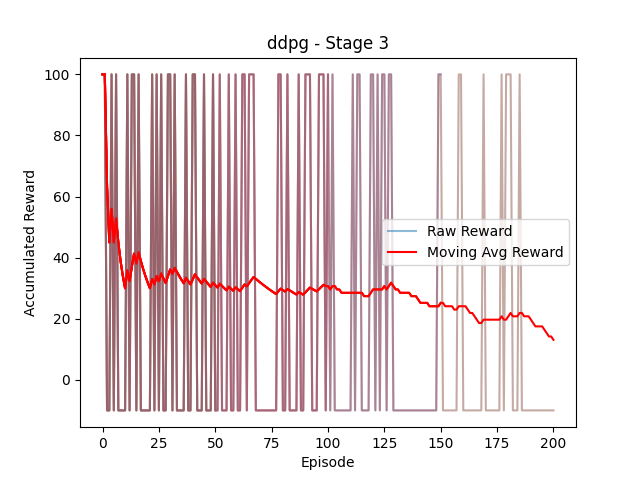 ddpg - Stage 3
100
80
60
40
20
0
Accumulated Reward
Raw Reward
Moving Avg Reward
0 25 50 75 100 125 150 175 200
Episode